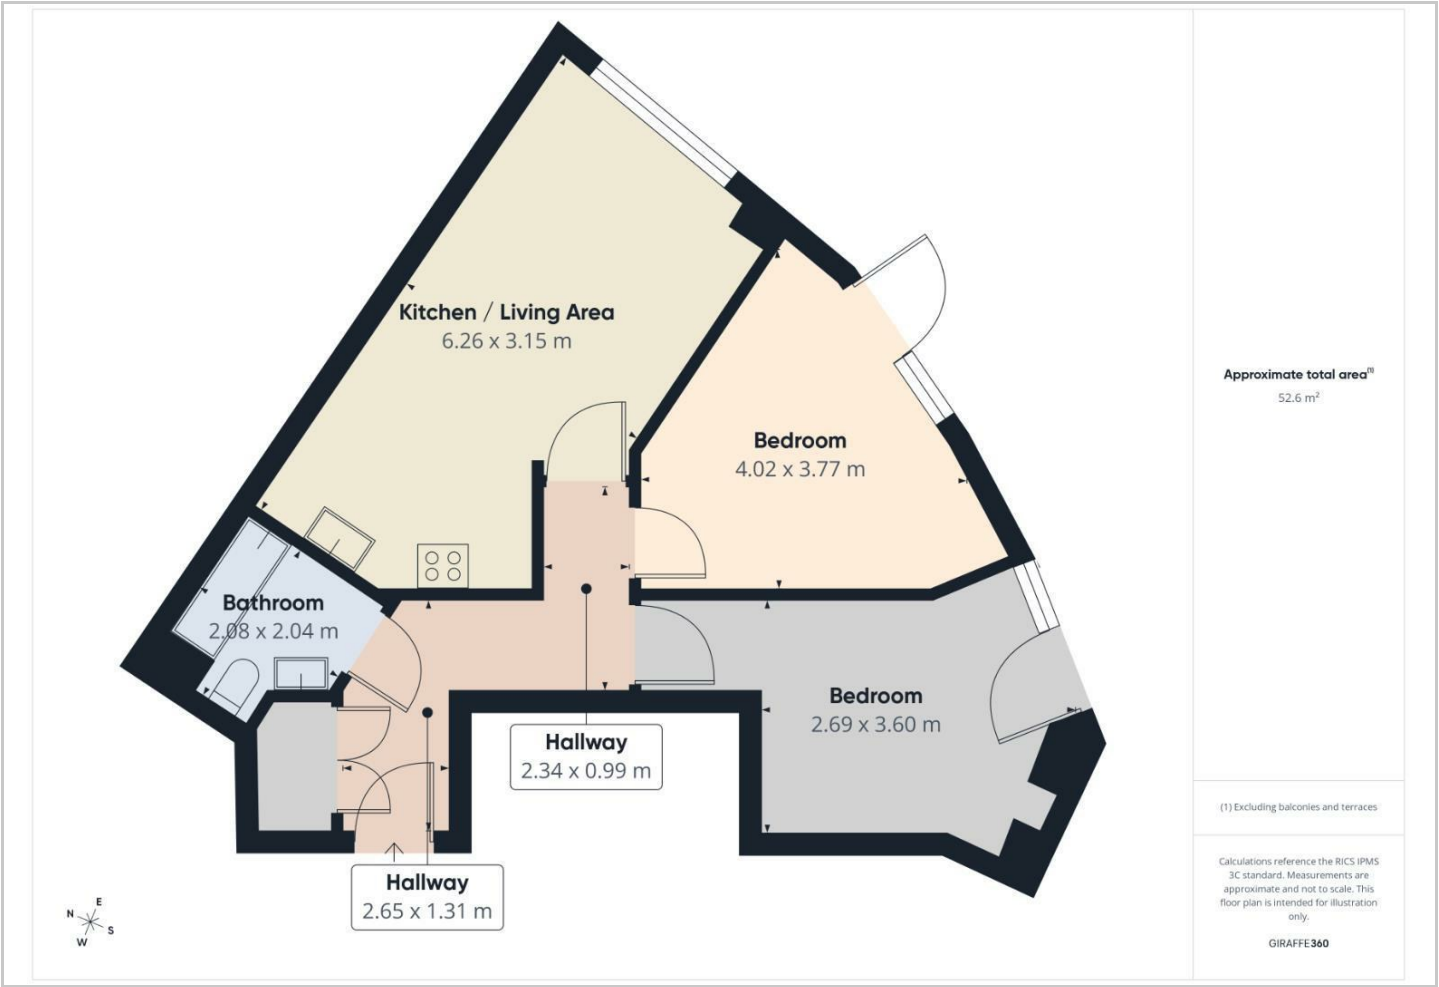 Kitchen / Living Area
6.26 x 3.15 m
Bedroom
4.02 x 3.77 m
Bathroom
2.08 x 2.04 m
Bedroom
2.69 x 3.60 m
Hallway
2.34 x 0.99 m
Hallway
2.65 x 1.31 m
E
N
S
W
Approximate total area(1)
52.6 m²
(1) Excluding balconies and terraces
Calculations reference the RICS IPMS
3C standard. Measurements are
approximate and not to scale. This
floor plan is intended for illustration
only.
GIRAFFE360